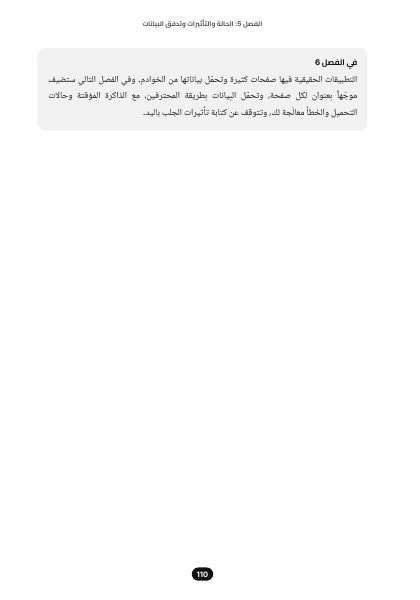 الفصل 5: الحالة والتأثيرات وتدفق البيانات
في الفصل 6
التطبيقات الحقيقية فيها صفحات كثيرة وتحمّل بياناتها من الخوادم. وفي الفصل التالي ستضيف
موجّهاً بعنوان لكل صفحة، وتحمّل البيانات بطريقة المحترفين، مع الذاكرة المؤقتة وحالات
التحميل والخطأ معالَجة لك، وتتوقف عن كتابة تأثيرات الجلب باليد.
110